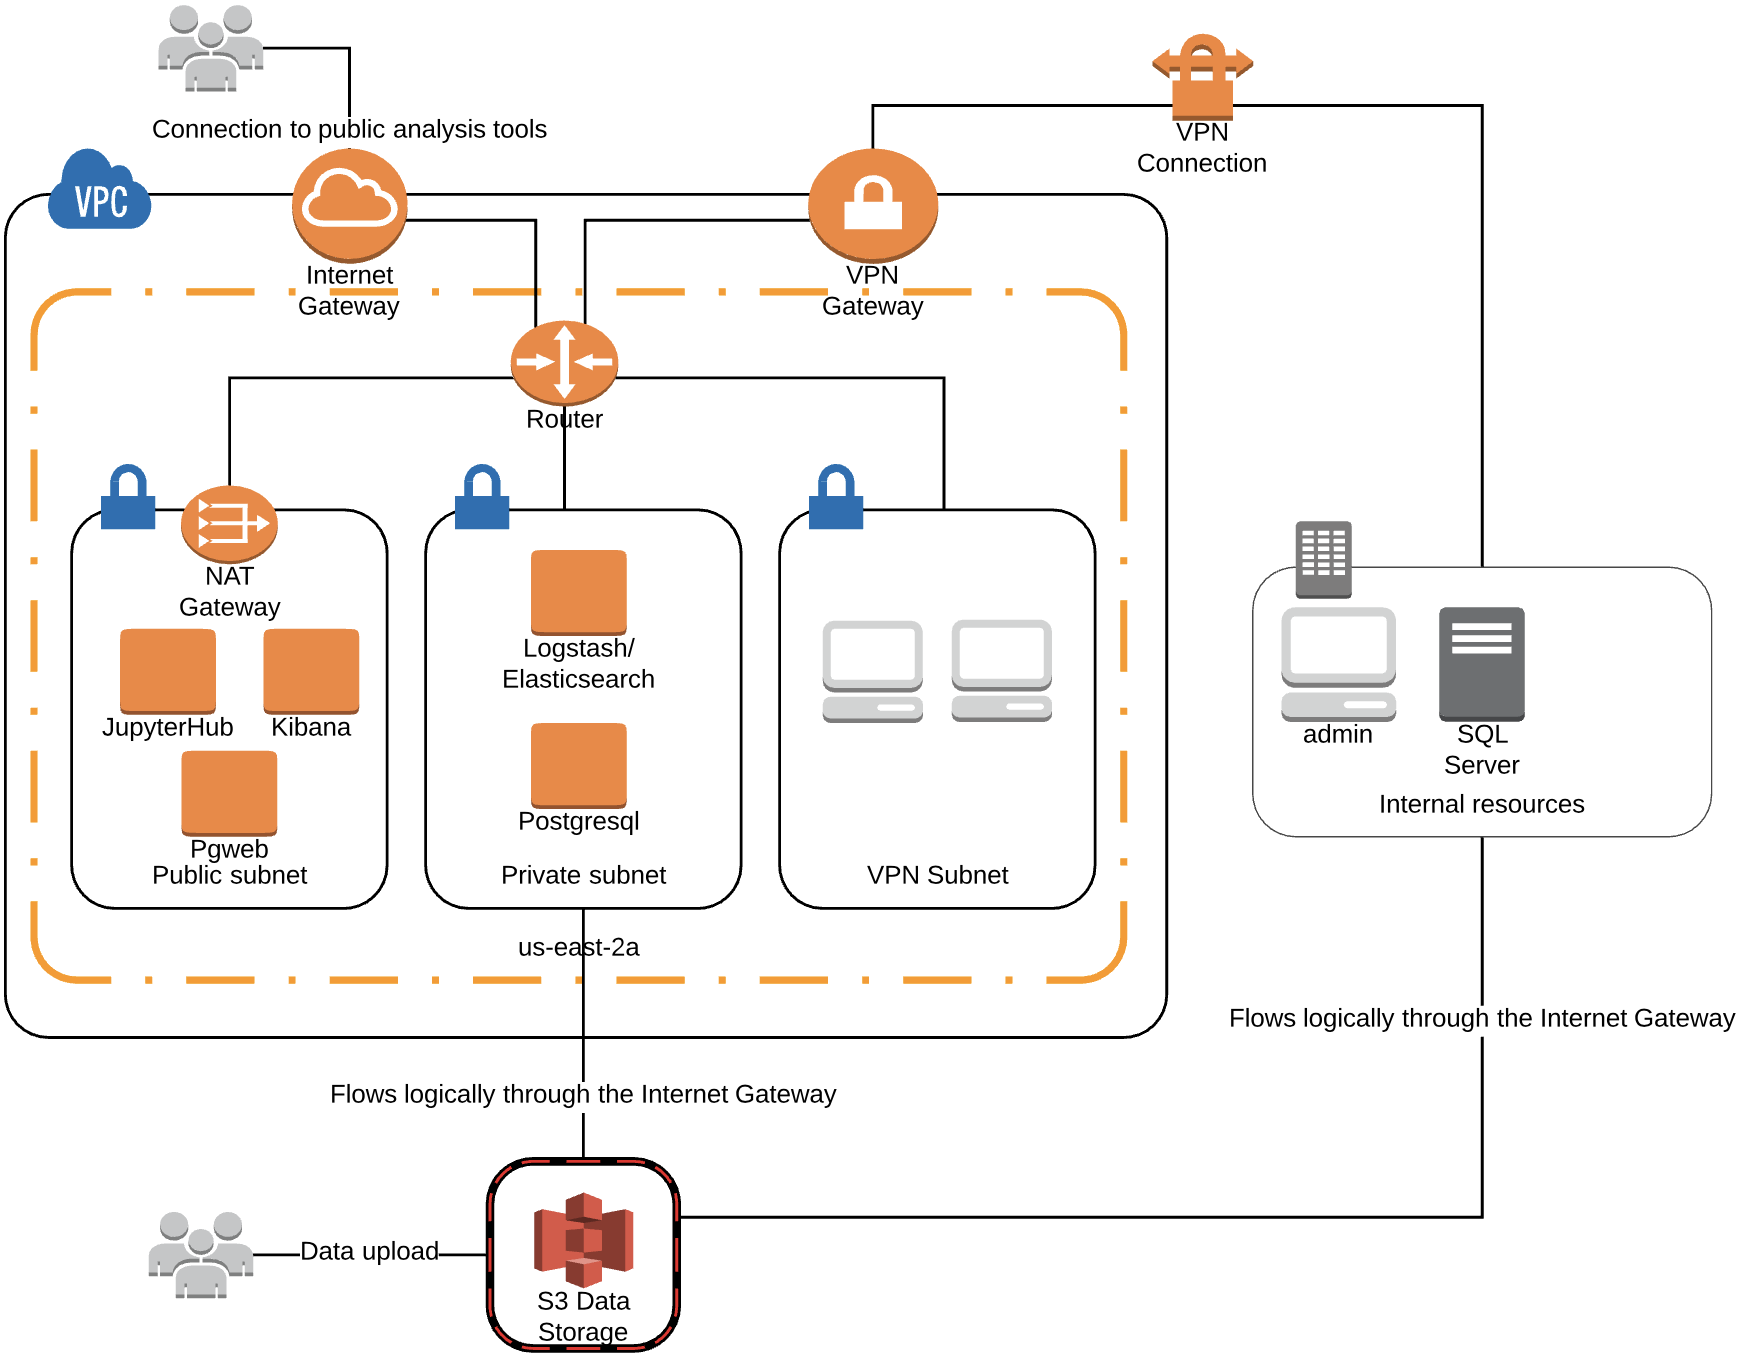 Connection to public analysis tools
VPN
Connection
VPC
Internet
Gateway
VPN
Gateway
Router
NAT
Gateway
JupyterHub
Kibana
Pgweb
Public subnet
Logstash/
Elasticsearch
Postgresql
Private subnet
VPN Subnet
us-east-2a
admin
SQL
Server
Internal resources
Flows logically through the Internet Gateway
Flows logically through the Internet Gateway
Data upload
S3 Data
Storage